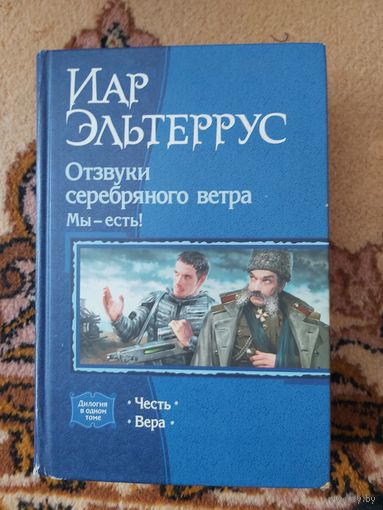 ИАР
ЭЛЬТЕРРУС
Отзвуки
серебряного ветра
Мы – есть!
Дилогия
в одном
томе
• Честь •
• Вера •